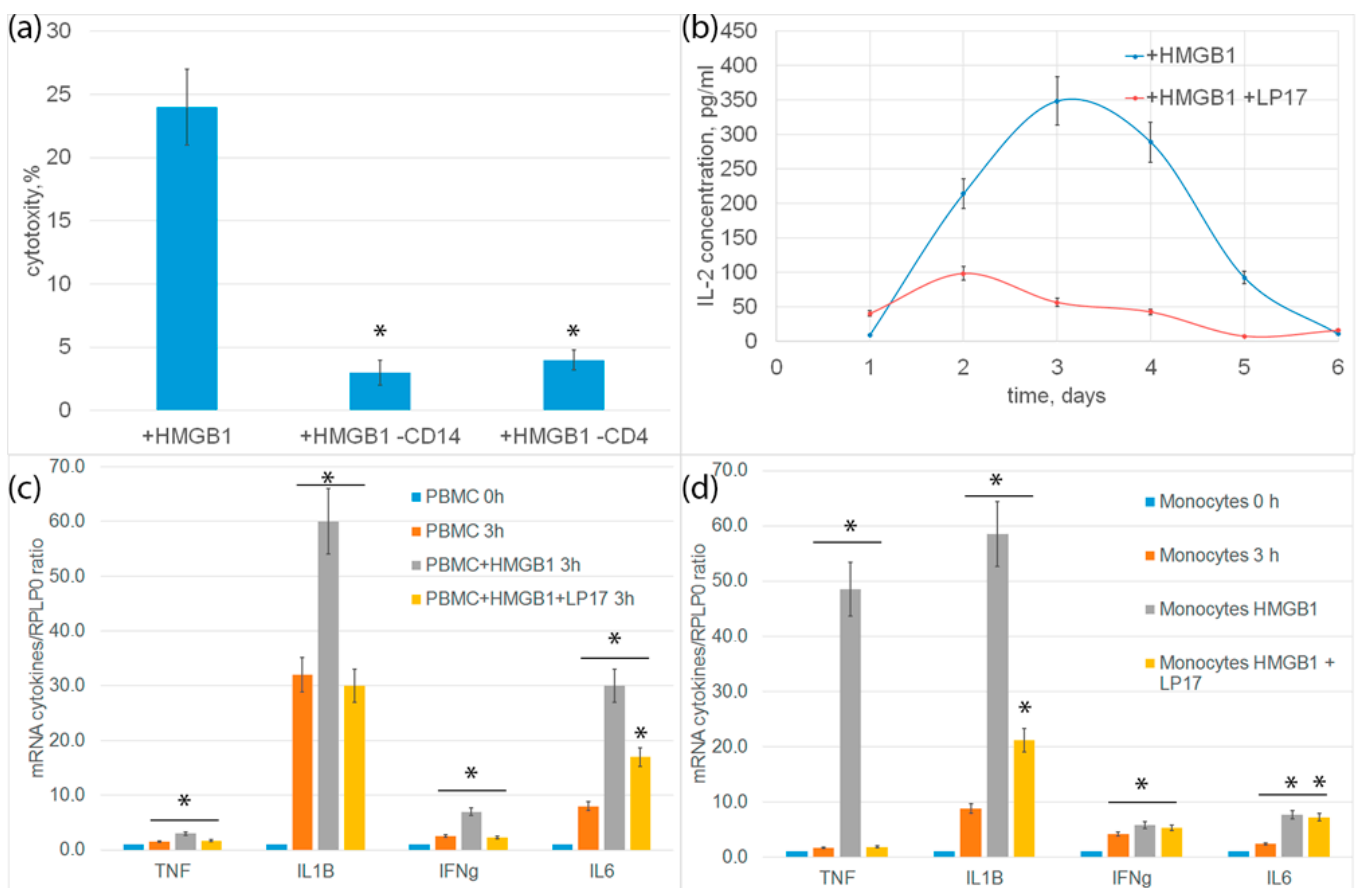 (a)
30
25
20
15
10
5
0
cytotoxity,%
*
*
+HMGB1
+HMGB1 -CD14
+HMGB1 -CD4
(b)
450
400
350
300
250
200
150
100
50
0
IL-2 concentration, pg/ml
+HMGB1
+HMGB1 +LP17
0 1 2 3 4 5 6
time, days
(c)
70.0
60.0
50.0
40.0
30.0
20.0
10.0
0.0
mRNA cytokines/RPLP0 ratio
PBMC 0h
PBMC 3h
PBMC+HMGB1 3h
PBMC+HMGB1+LP17 3h
*
*
*
*
*
TNF IL1B IFNg IL6
(d)
70.0
60.0
50.0
40.0
30.0
20.0
10.0
0.0
mRNA cytokines/RPLP0 ratio
Monocytes 0 h
Monocytes 3 h
Monocytes HMGB1
Monocytes HMGB1 +
LP17
*
*
*
*
* *
TNF IL1B IFNg IL6